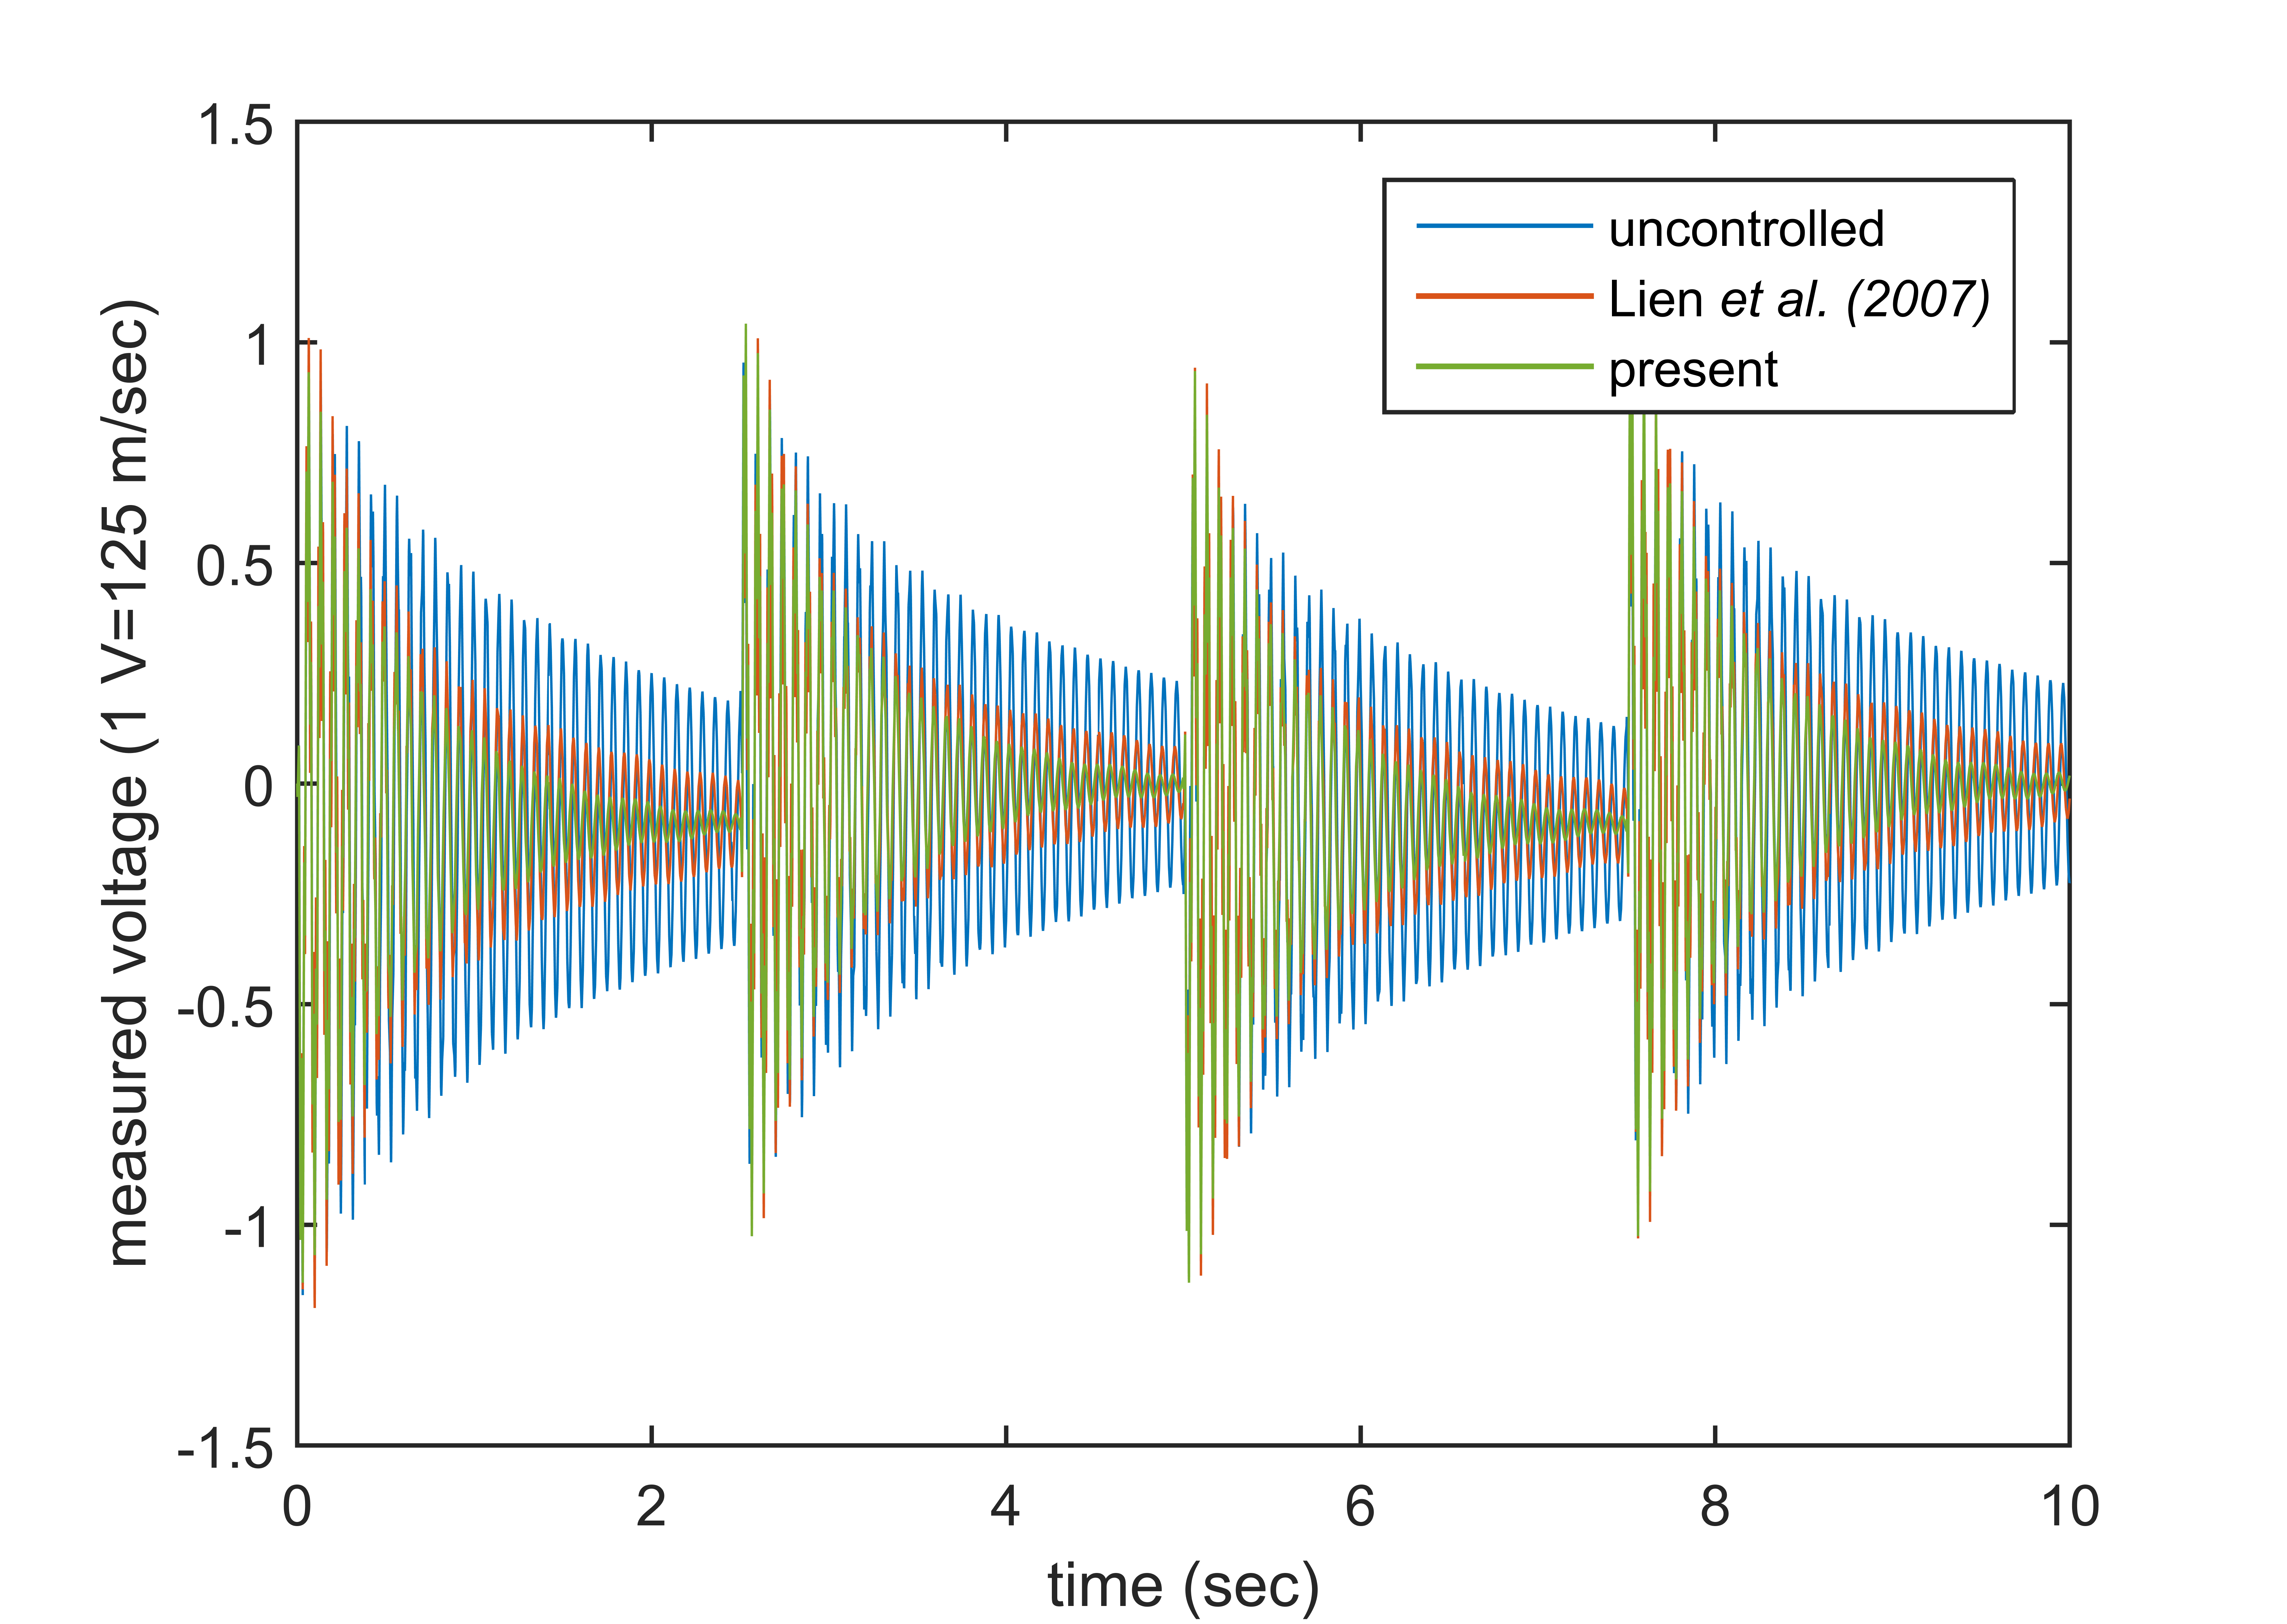 1.5
1
0.5
0
-0.5
-1
-1.5
measured voltage (1 V=125 m/sec)
uncontrolled
Lien et al. (2007)
present
0 2 4 6 8 10
time (sec)